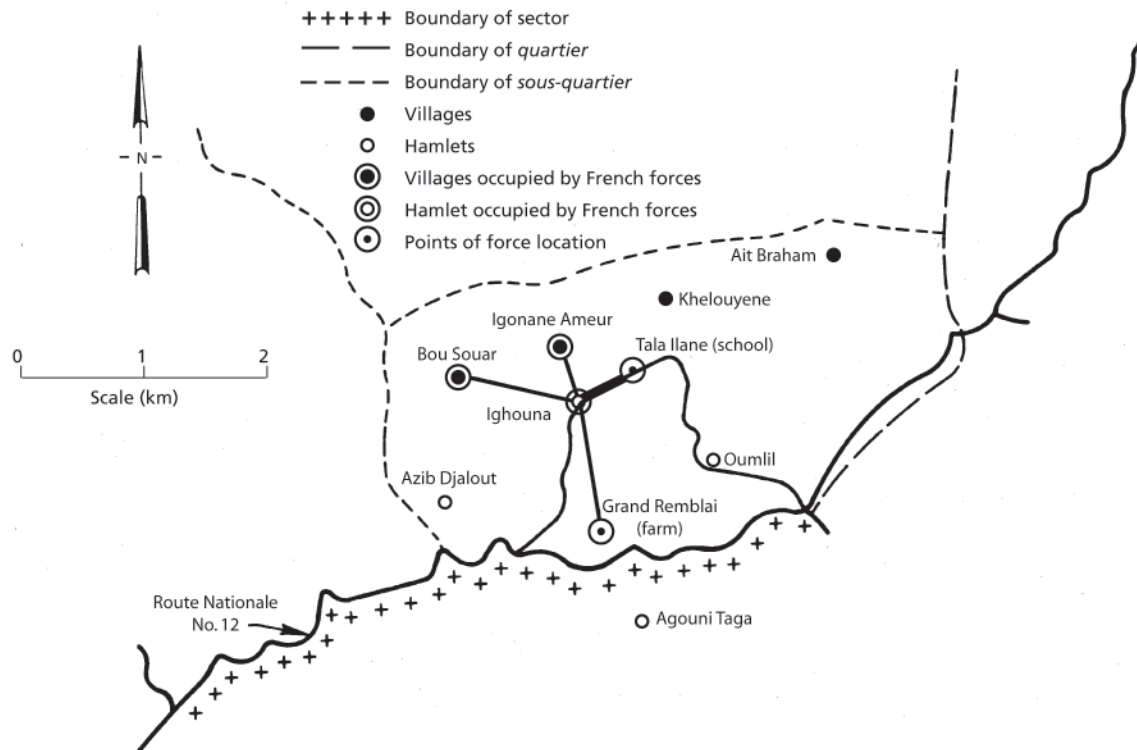 +++++ Boundary of sector
Boundary of quartier
Boundary of sous-quartier
Villages
Hamlets
Villages occupied by French forces
Hamlet occupied by French forces
Points of force location
N
Ait Braham
Khelouyene
Igonane Ameur
Tala Ilane (school)
Bou Souar
0 1 2
Scale (km)
Ighouna
Azib Djalout
Oumlil
Grand Remblai
(farm)
Route Nationale
No. 12
Agouni Taga